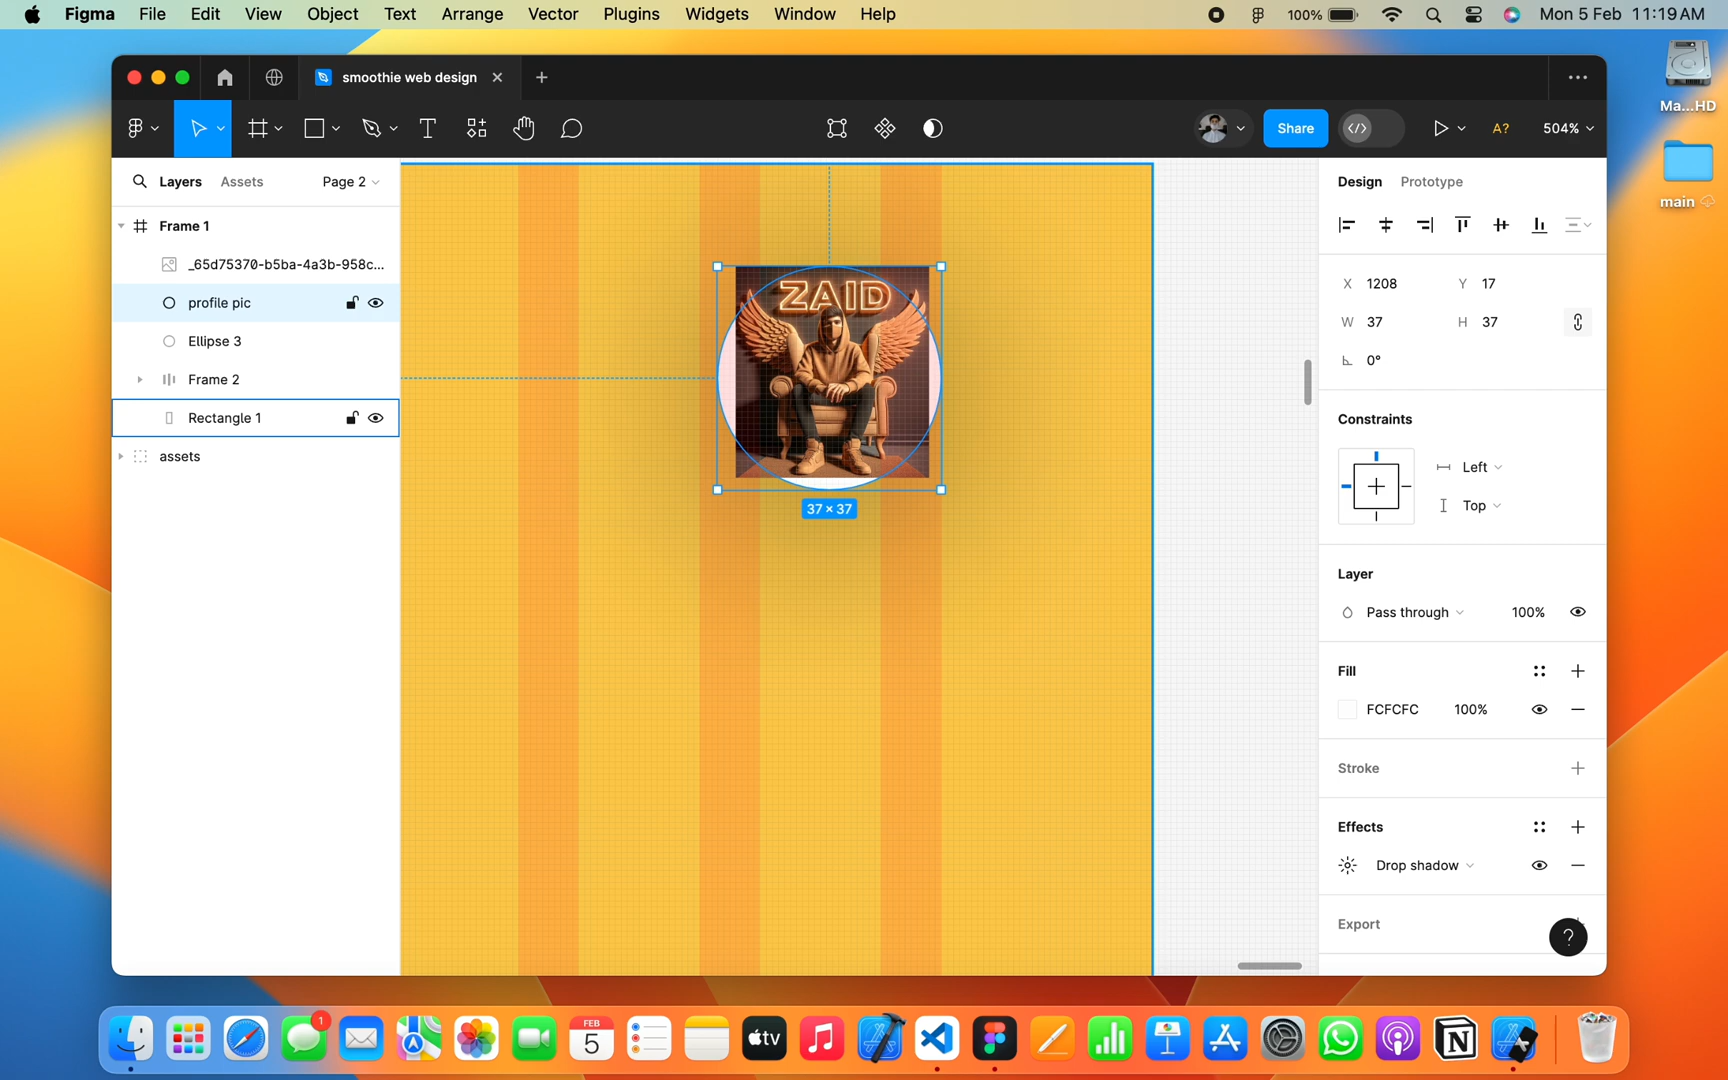 Figma File Edit View Object Text Arrange Vector Plugins Widgets Window Help 100% Mon 5 Feb 11:19 AM
Ma...HD
main
smoothie web design
Share A? 504%
Layers Assets Page 2
Frame 1
_65d75370-b5ba-4a3b-958c...
profile pic
Ellipse 3
Frame 2
Rectangle 1
assets
ZAID
37 × 37
Design Prototype
X 1208 Y 17
W 37 H 37
0°
Constraints
Left
Top
Layer
Pass through 100%
Fill
FCFCFC 100%
Stroke
Effects
Drop shadow
Export
?
1
FEB
5
tv